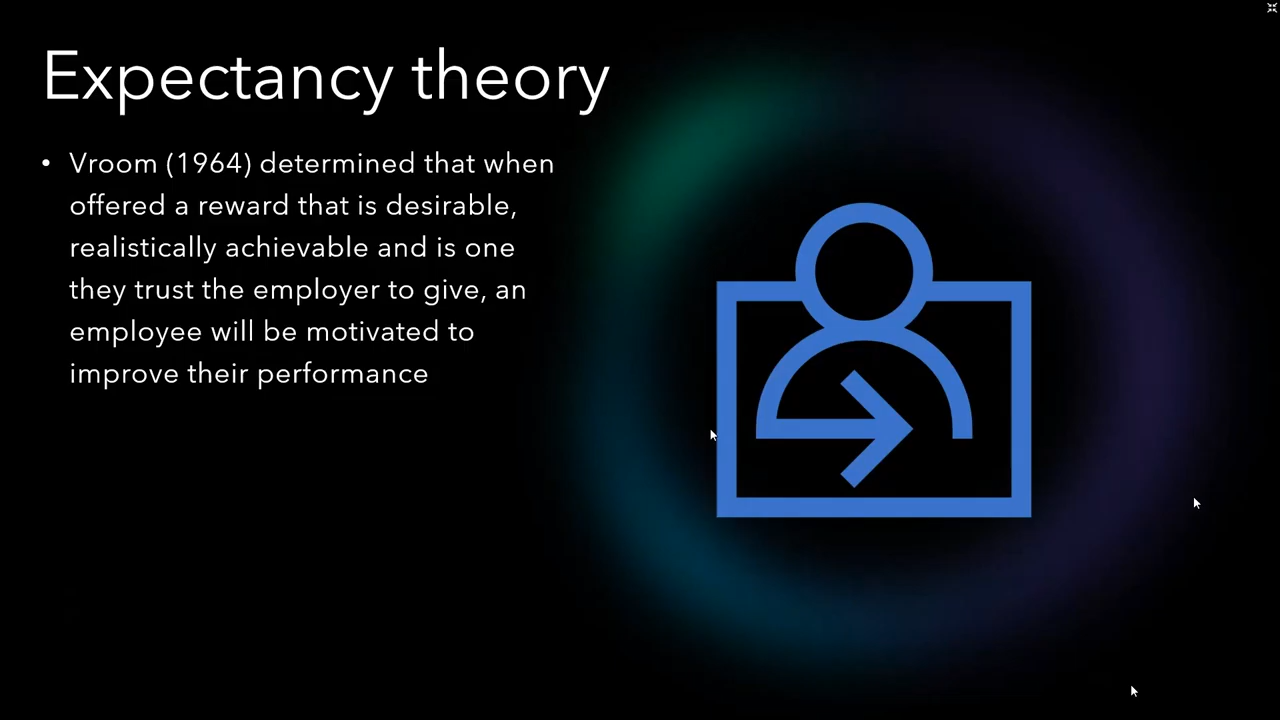 Expectancy theory
• Vroom (1964) determined that when
offered a reward that is desirable,
realistically achievable and is one
they trust the employer to give, an
employee will be motivated to
improve their performance